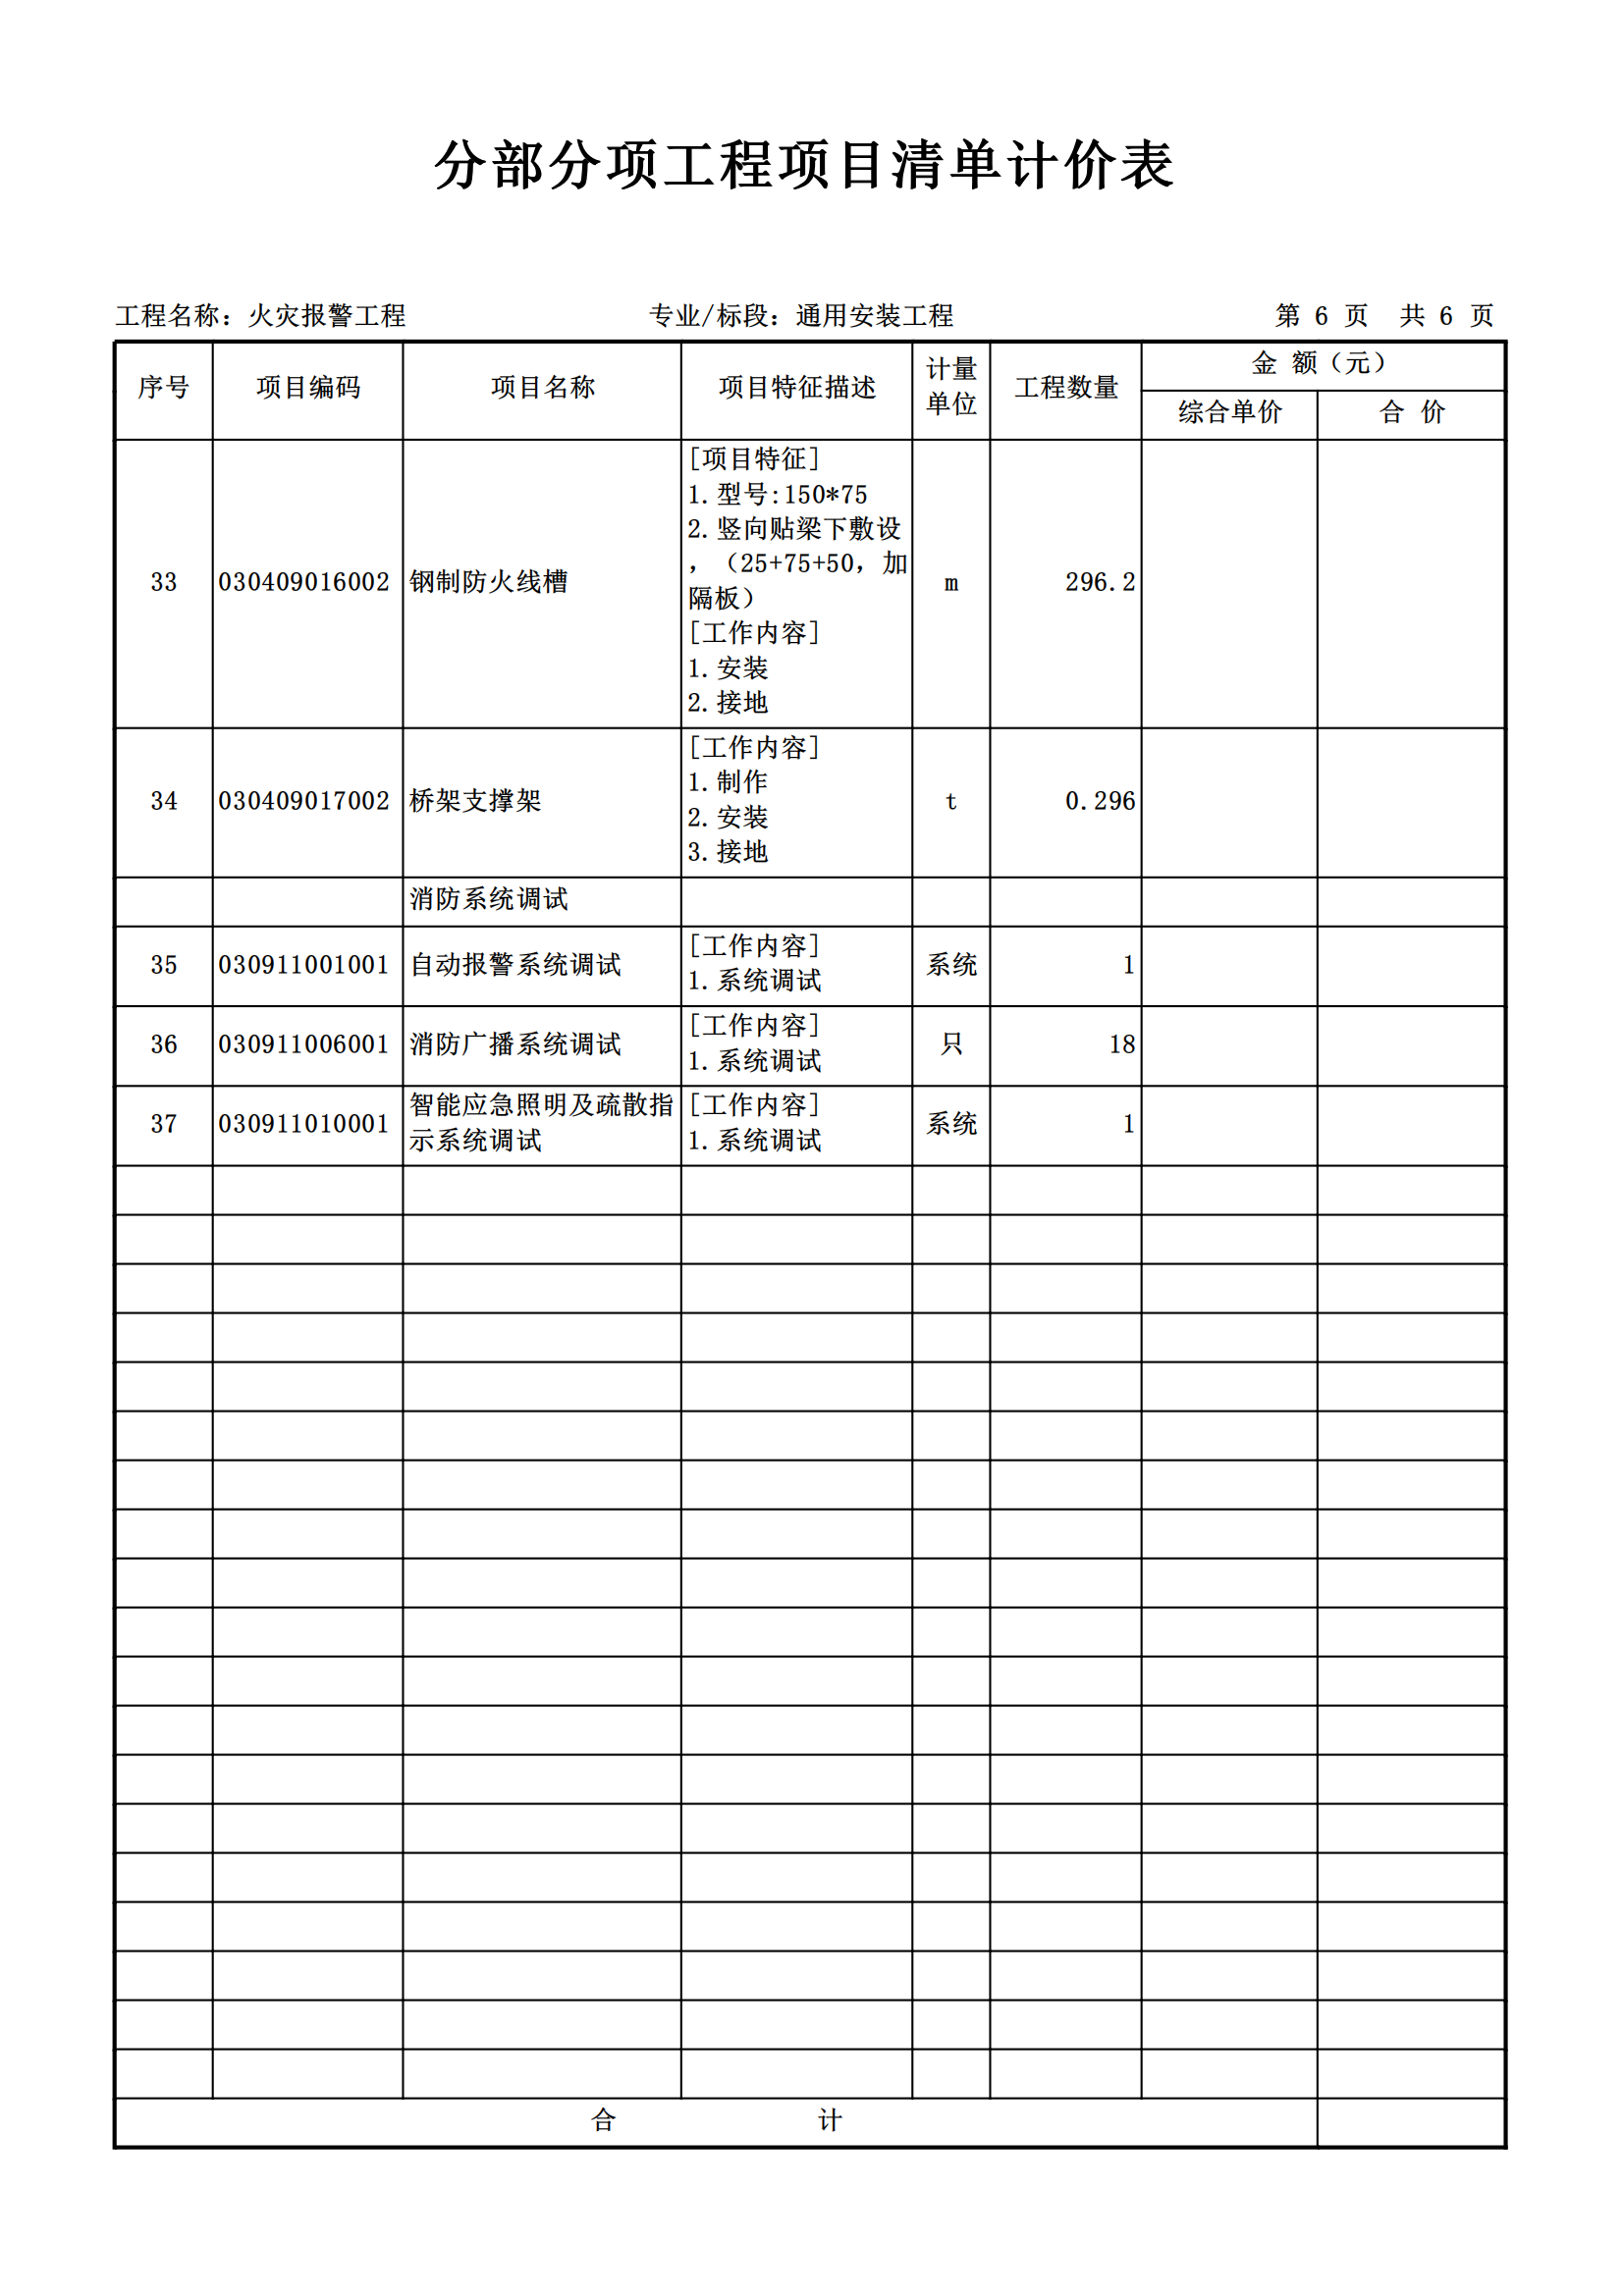 分部分项工程项目清单计价表
工程名称：火灾报警工程 专业/标段：通用安装工程 第 6 页 共 6 页
序号 项目编码 项目名称 项目特征描述 计量单位 工程数量 金 额（元）
综合单价 合 价
33 030409016002 钢制防火线槽 [项目特征]
1.型号:150*75
2.竖向贴梁下敷设
，（25+75+50，加
隔板）
[工作内容]
1.安装
2.接地
m 296.2
34 030409017002 桥架支撑架 [工作内容]
1.制作
2.安装
3.接地
t 0.296
消防系统调试
35 030911001001 自动报警系统调试 [工作内容]
1.系统调试
系统 1
36 030911006001 消防广播系统调试 [工作内容]
1.系统调试
只 18
37 030911010001 智能应急照明及疏散指
示系统调试
[工作内容]
1.系统调试
系统 1
合 计